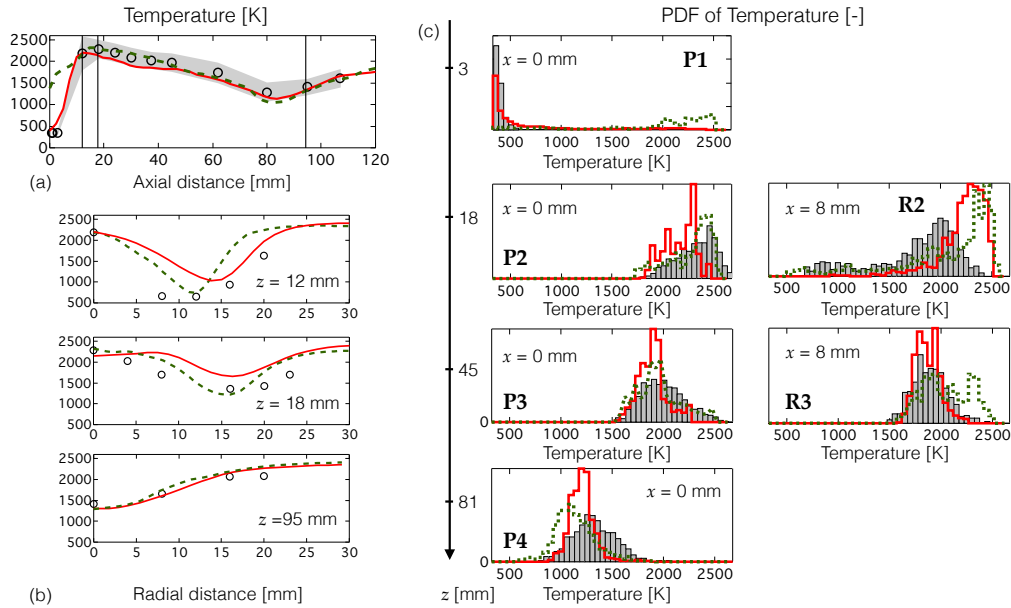 Temperature [K]
2500
2000
1500
1000
500
0
0 20 40 60 80 100 120
(a)
Axial distance [mm]
2500
2000
1500
1000
500
z = 12 mm
0 5 10 15 20 25 30
2500
2000
1500
1000
500
z = 18 mm
0 5 10 15 20 25 30
2500
2000
1500
1000
500
z =95 mm
0 5 10 15 20 25 30
(b)
Radial distance [mm]
(c)
PDF of Temperature [-]
3
18
45
81
z [mm]
x = 0 mm
P1
500 1000 1500 2000 2500
Temperature [K]
x = 0 mm
P2
500 1000 1500 2000 2500
Temperature [K]
x = 8 mm
R2
500 1000 1500 2000 2500
Temperature [K]
x = 0 mm
P3
0
500 1000 1500 2000 2500
Temperature [K]
x = 8 mm
R3
500 1000 1500 2000 2500
Temperature [K]
x = 0 mm
P4
0
500 1000 1500 2000 2500
Temperature [K]